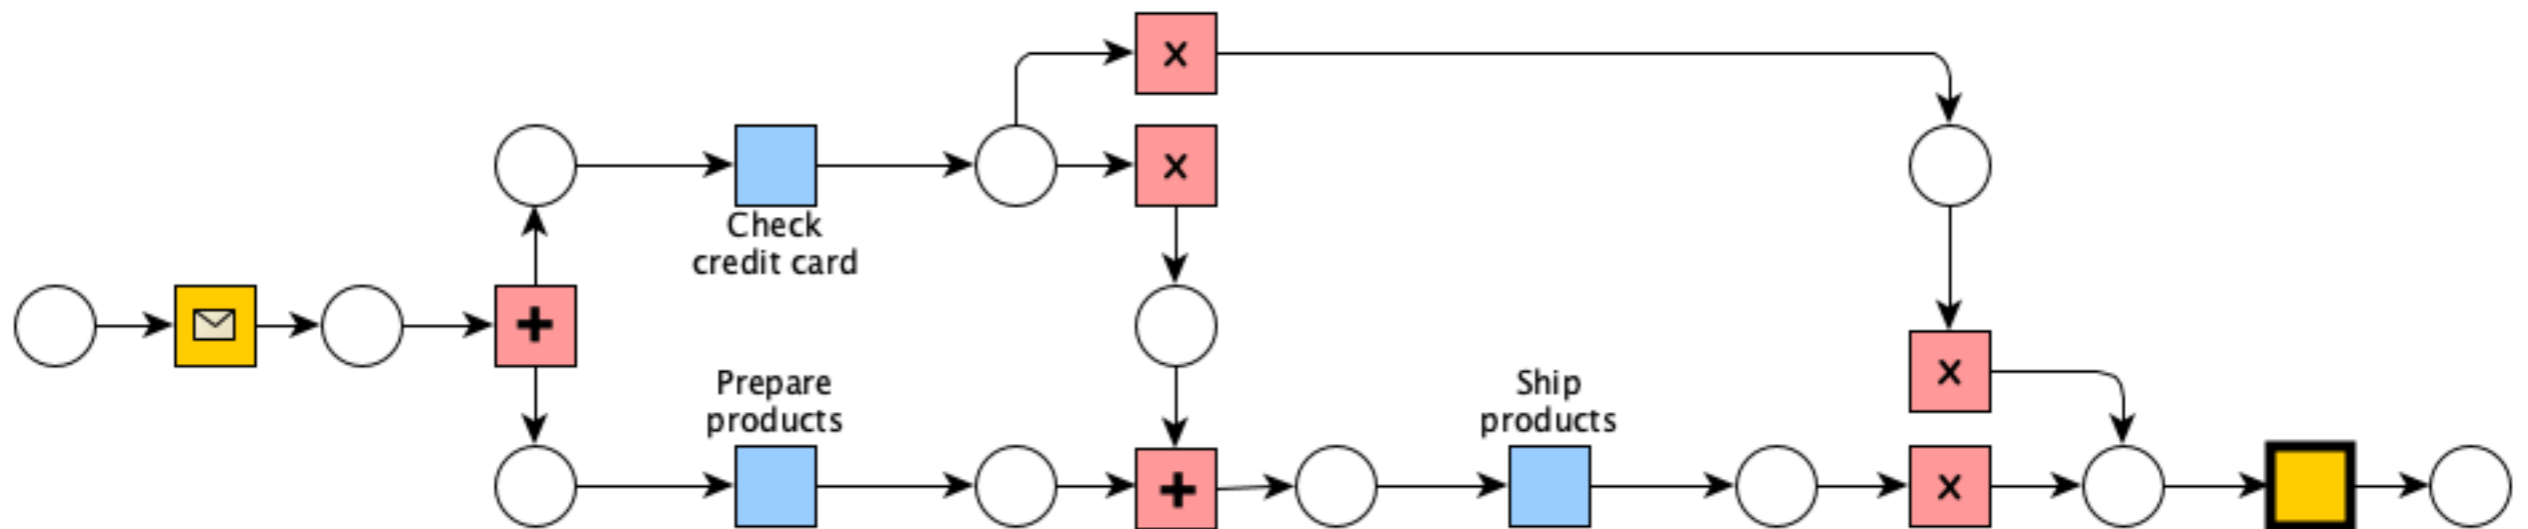 Check
credit card
Prepare
products
Ship
products